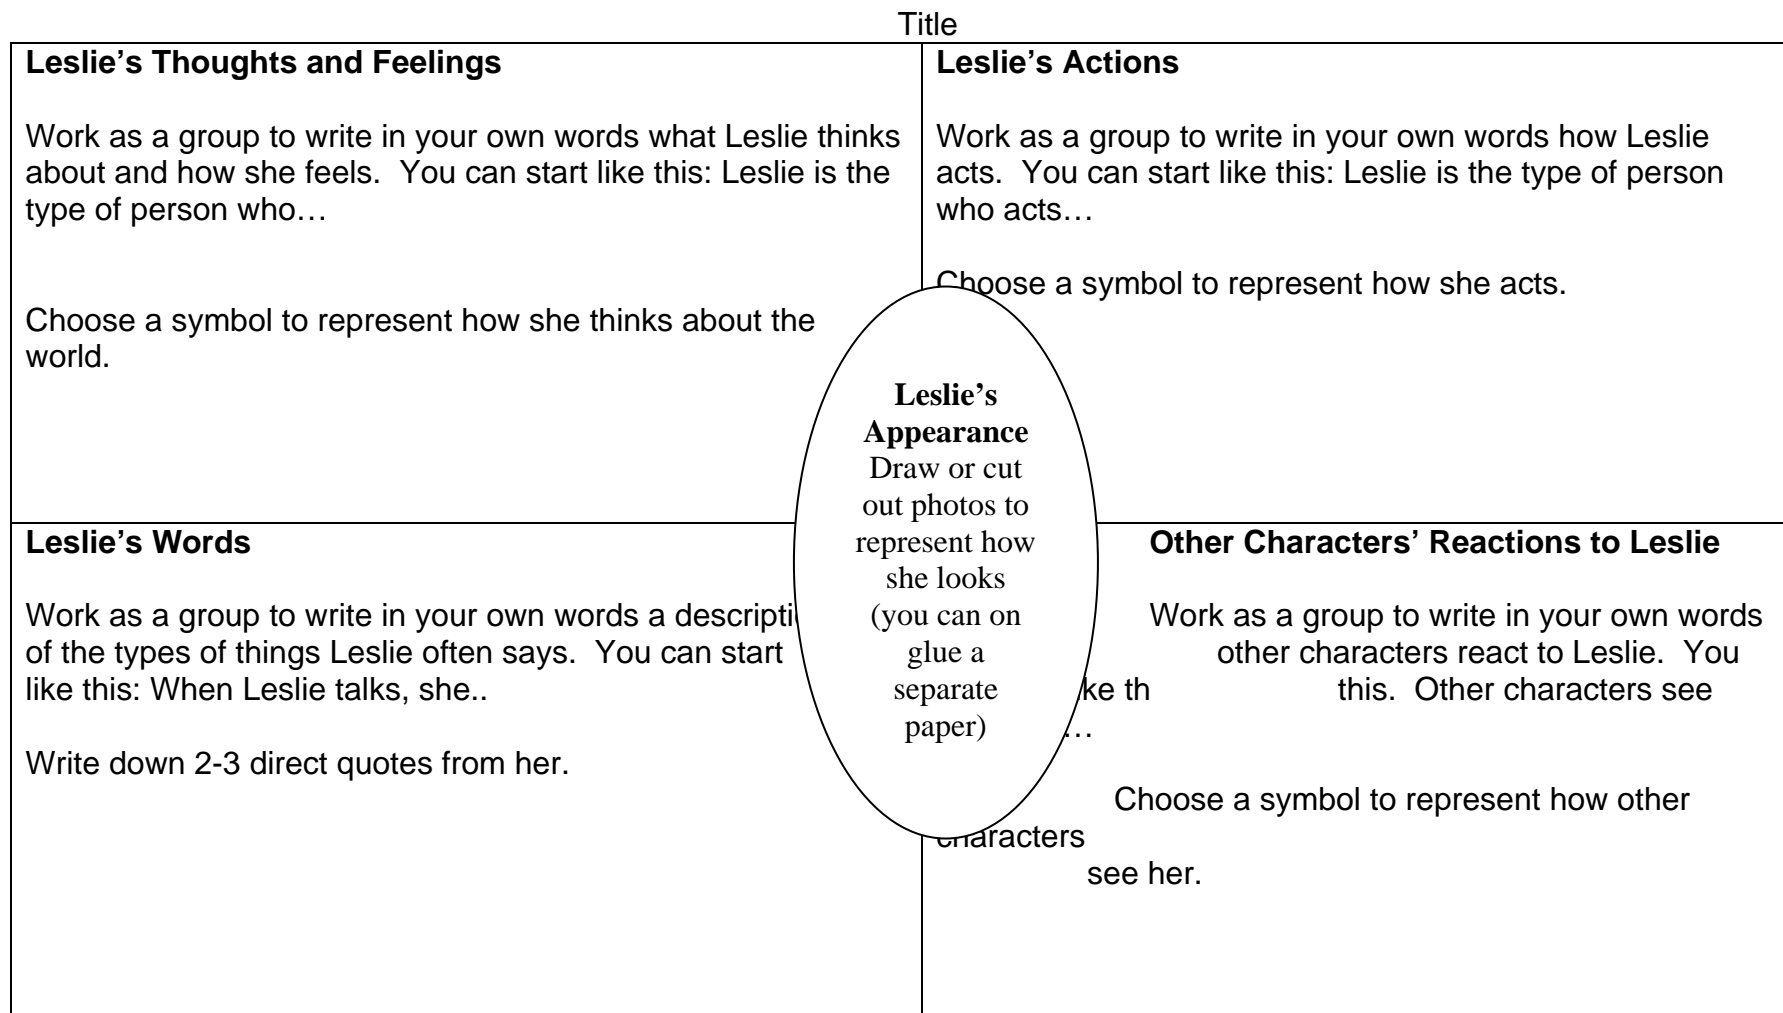 Title
Leslie’s Thoughts and Feelings
Work as a group to write in your own words what Leslie thinks
about and how she feels.  You can start like this: Leslie is the
type of person who…
Choose a symbol to represent how she thinks about the
world.
Leslie’s Actions
Work as a group to write in your own words how Leslie
acts.  You can start like this: Leslie is the type of person
who acts…
Choose a symbol to represent how she acts.
Leslie’s
Appearance
Draw or cut
out photos to
represent how
she looks
(you can on
glue a
separate
paper)
Leslie’s Words
Work as a group to write in your own words a
of the types of things Leslie often says.  You can start
like this: When Leslie talks, she..
Write down 2-3 direct quotes from her.
Other Characters’ Reactions to Leslie
Work as a group to write in your own words
other characters react to Leslie.  You
this.  Other characters see
…
Choose a symbol to represent how other
characters
see her.